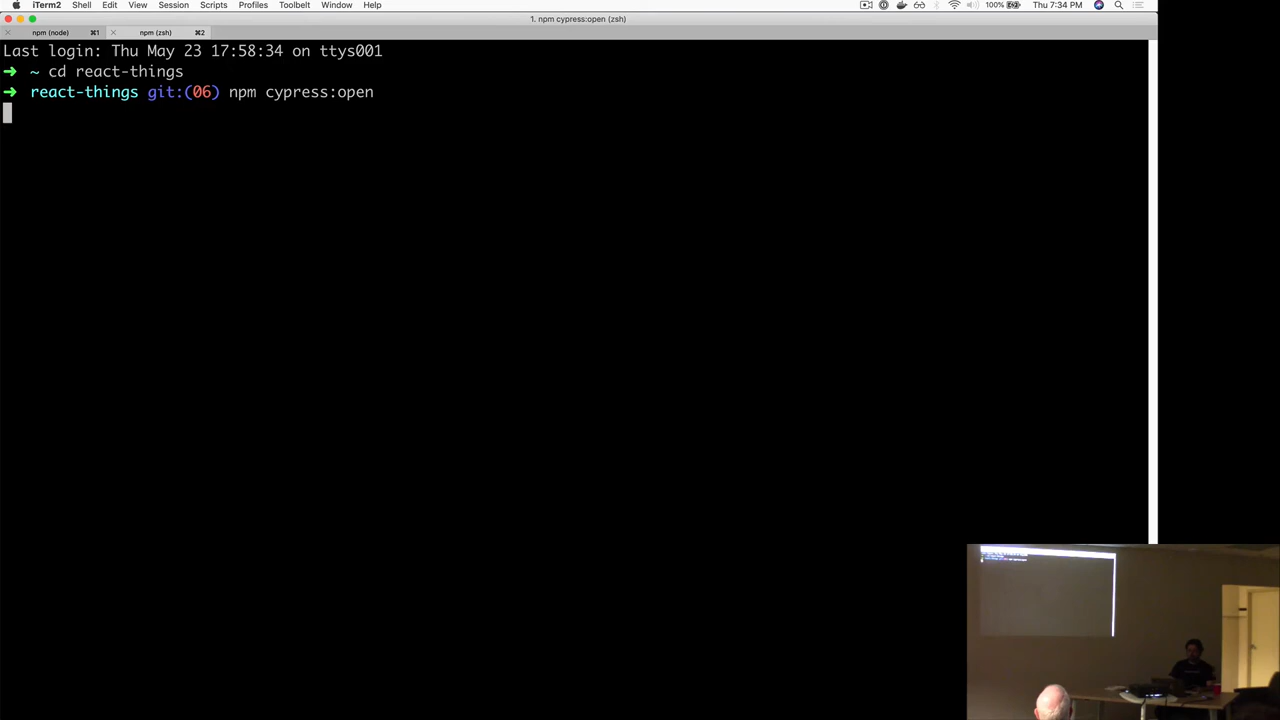 iTerm2 Shell Edit View Session Scripts Profiles Toolbelt Window Help 100% Thu 7:34 PM
1. npm cypress:open (zsh)
npm (node) ⌘1 npm (zsh) ⌘2
Last login: Thu May 23 17:58:34 on ttys001
➜ ~ cd react-things
➜ react-things git:(06) npm cypress:open